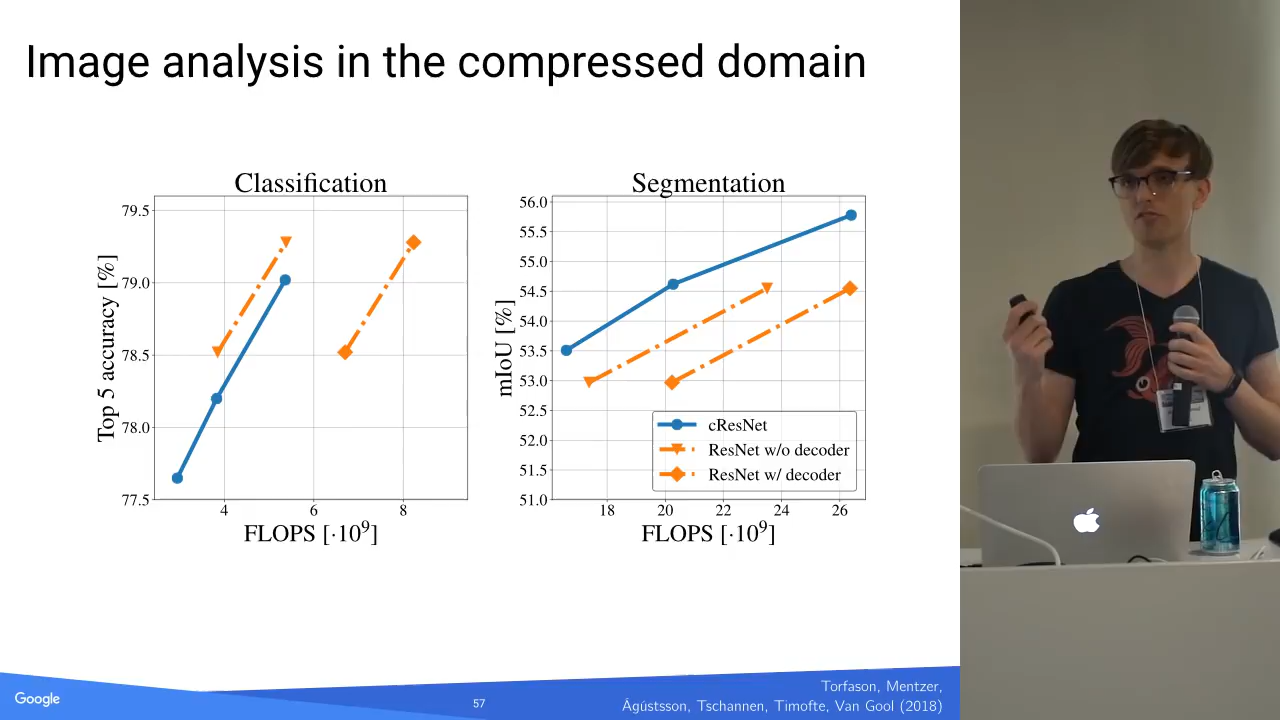 Image analysis in the compressed domain
Classification
79.5
79.0
78.5
78.0
77.5
Top 5 accuracy [%]
4
6
8
FLOPS [·10⁹]
Segmentation
56.0
55.5
55.0
54.5
54.0
53.5
53.0
52.5
52.0
51.5
51.0
mIoU [%]
cResNet
ResNet w/o decoder
ResNet w/ decoder
18
20
22
24
26
FLOPS [·10⁹]
Google
57
Torfason, Mentzer,
Ágústsson, Tschannen, Timofte, Van Gool (2018)